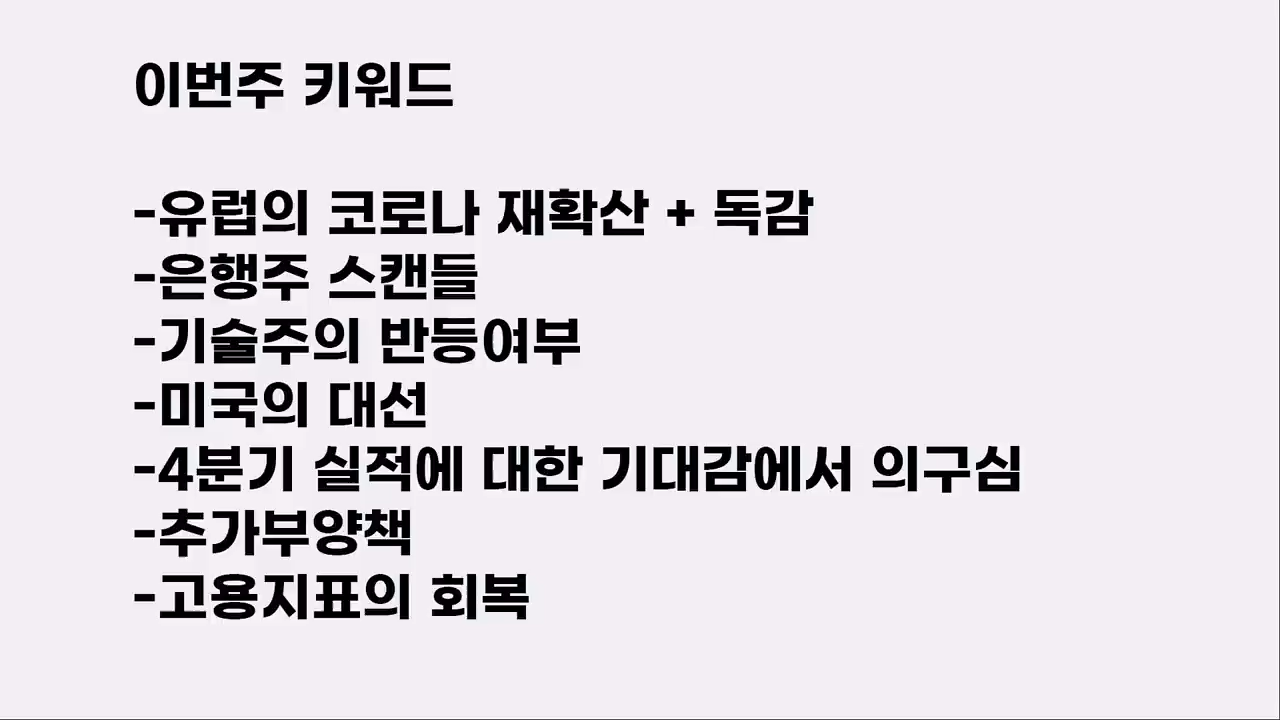 이번주 키워드
-유럽의 코로나 재확산 + 독감
-은행주 스캔들
-기술주의 반등여부
-미국의 대선
-4분기 실적에 대한 기대감에서 의구심
-추가부양책
-고용지표의 회복